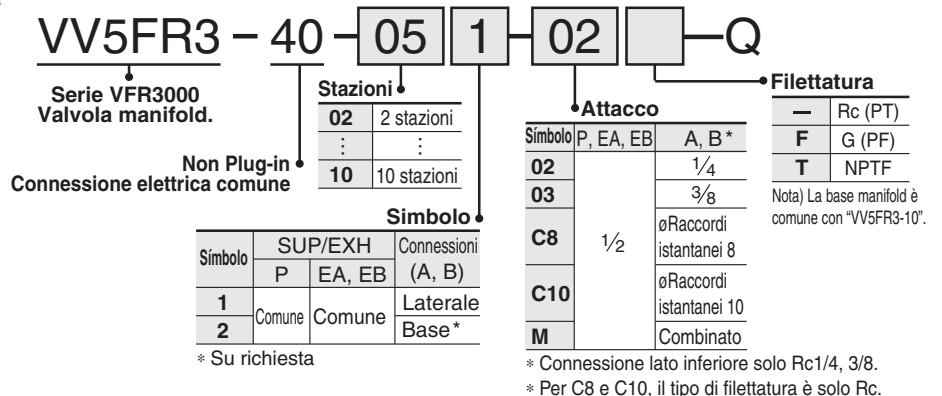 VV5FR3 – 40 – 05 1 – 02 – Q
Serie VFR3000
Valvola manifold.
Non Plug-in
Connessione elettrica comune
Stazioni
02 2 stazioni
⋮ ⋮
10 10 stazioni
Simbolo
Símbolo SUP/EXH Connessioni (A, B)
P EA, EB
1 Comune Comune Laterale
2 Base*
* Su richiesta
Attacco
Símbolo P, EA, EB A, B*
02 1/2 1/4
03 3/8
C8 øRaccordi
istantanei 8
C10 øRaccordi
istantanei 10
M Combinato
* Connessione lato inferiore solo Rc1/4, 3/8.
* Per C8 e C10, il tipo di filettatura è solo Rc.
Filettatura
— Rc (PT)
F G (PF)
T NPTF
Nota) La base manifold è
comune con “VV5FR3-10”.